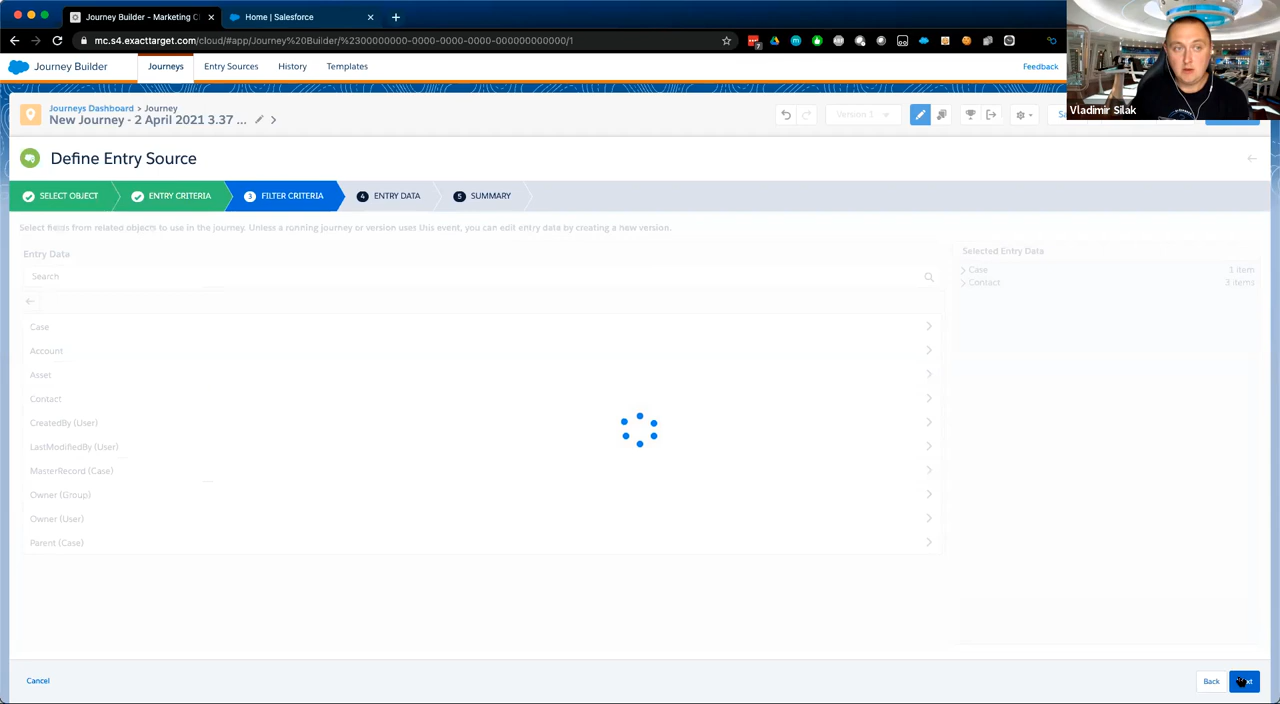 Journey Builder - Marketing C
Home | Salesforce
mc.s4.exacttarget.com/cloud/#app/Journey%20Builder/%2300000000-0000-0000-0000-000000000000/1
7
Journey Builder
Journeys
Entry Sources
History
Templates
Feedback
Vladimir Silak
Journeys Dashboard > Journey
New Journey - 2 April 2021 3.37 ...
Version 1
Define Entry Source
SELECT OBJECT
ENTRY CRITERIA
3 FILTER CRITERIA
4 ENTRY DATA
5 SUMMARY
Select fields from related objects to use in the journey. Unless a running journey or version uses this event, you can edit entry data by creating a new version.
Entry Data
Search
Case
Account
Asset
Contact
CreatedBy (User)
LastModifiedBy (User)
MasterRecord (Case)
Owner (Group)
Owner (User)
Parent (Case)
Selected Entry Data
Case 1 item
Contact 3 items
Cancel
Back